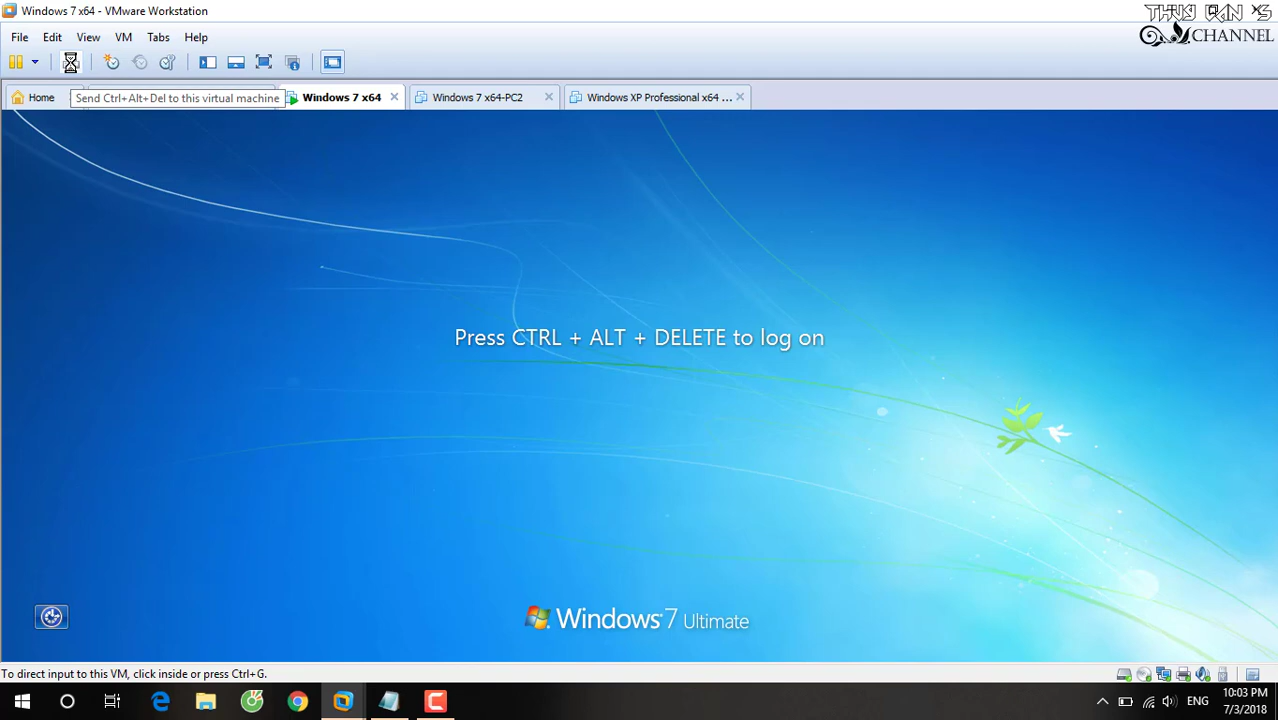 Windows 7 x64 - VMware Workstation
File Edit View VM Tabs Help
CHANNEL
Home
Send Ctrl+Alt+Del to this virtual machine
Windows 7 x64
Windows 7 x64-PC2
Windows XP Professional x64 ...
Press CTRL + ALT + DELETE to log on
Windows 7 Ultimate
To direct input to this VM, click inside or press Ctrl+G.
ENG
10:03 PM
7/3/2018